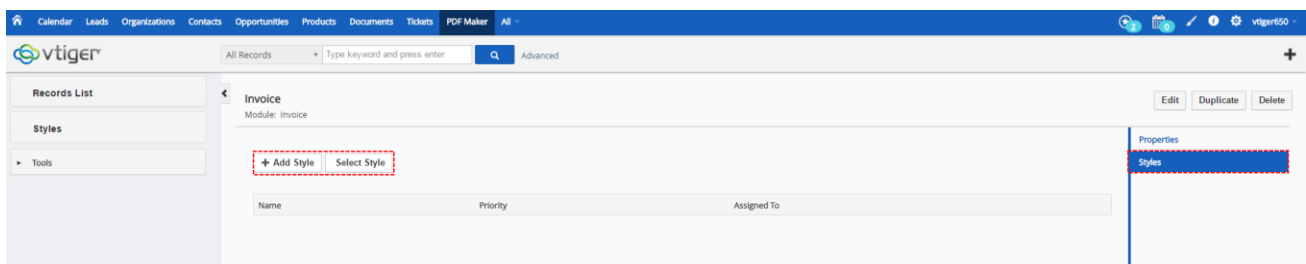 Calendar Leads Organizations Contacts Opportunities Products Documents Tickets PDF Maker All 2 0 vtiger650
vtiger All Records Type keyword and press enter Advanced
Records List
Invoice
Edit Duplicate Delete
Module: Invoice
Styles
Properties
Tools
+ Add Style Select Style
Styles
Name Priority Assigned To